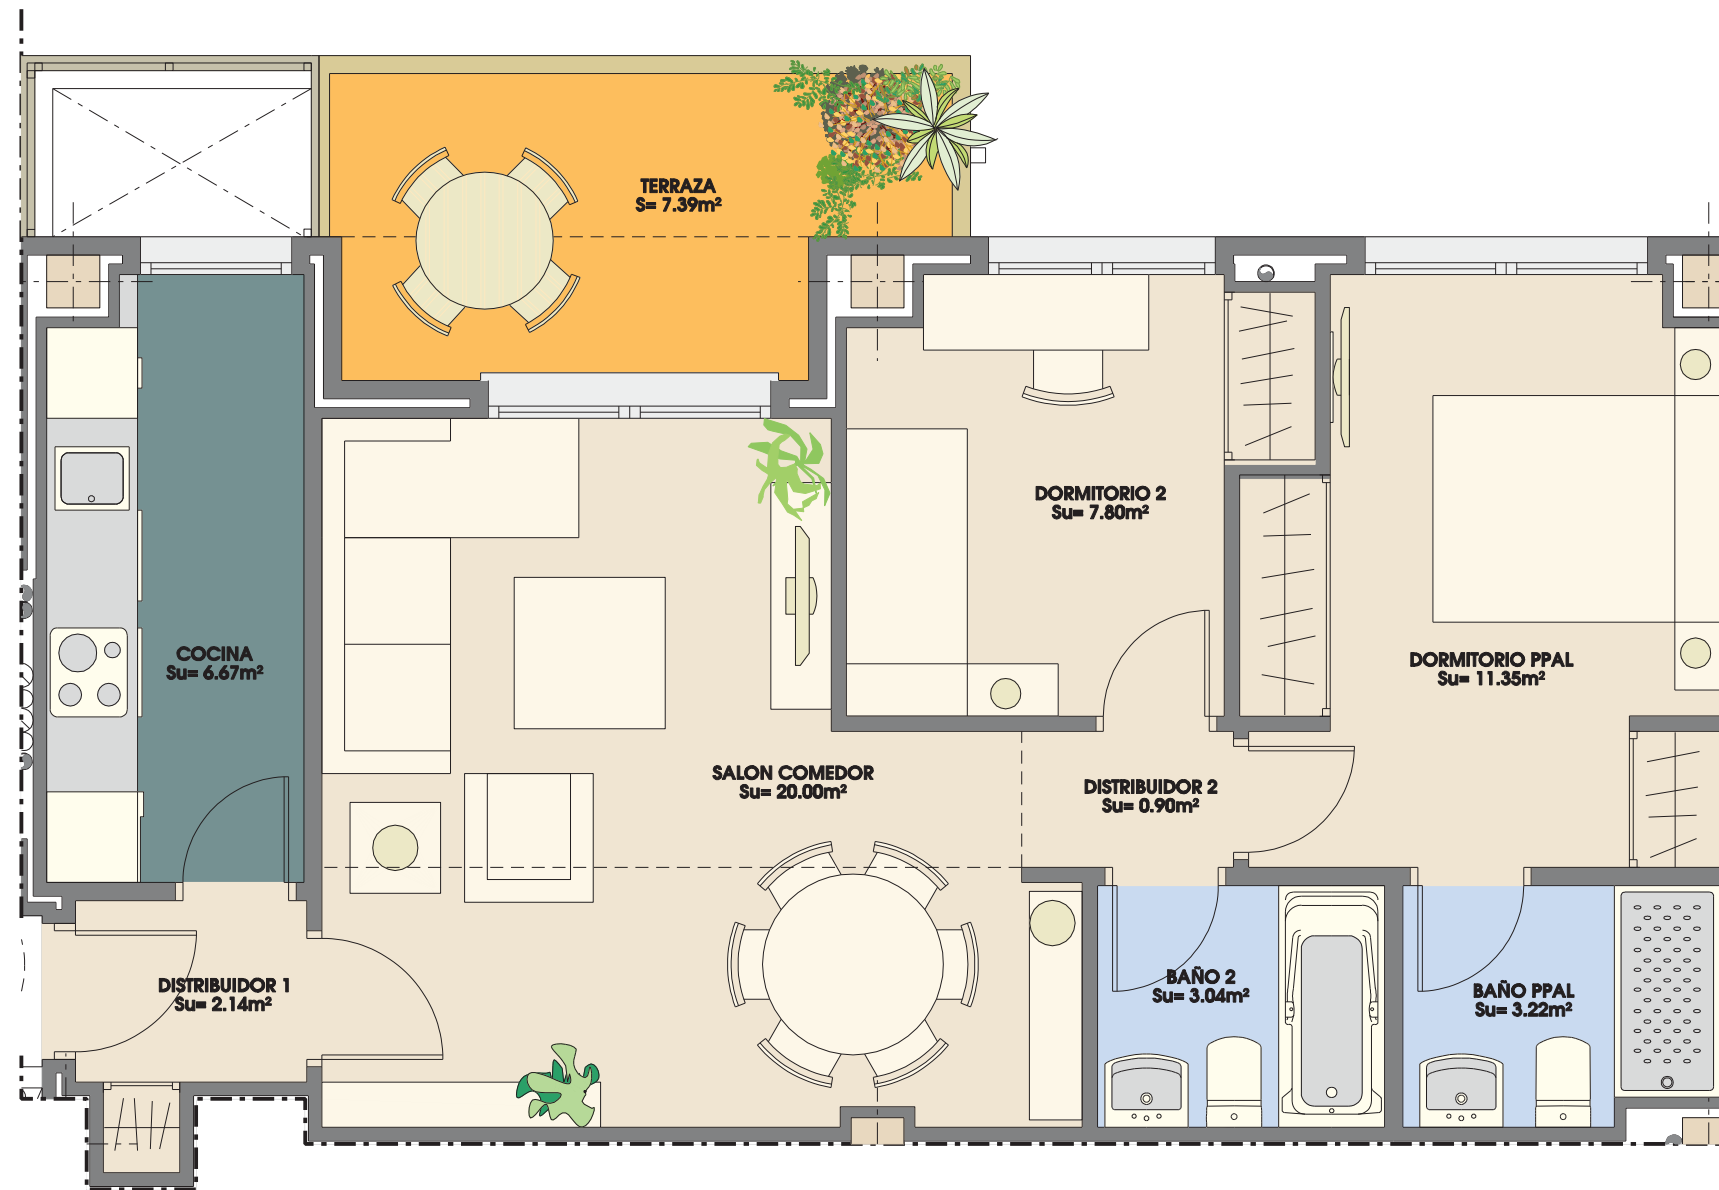 TERRAZA
S= 7.39m²
DORMITORIO 2
Su= 7.80m²
COCINA
Su= 6.67m²
DORMITORIO PPAL
Su= 11.35m²
SALON COMEDOR
Su= 20.00m²
DISTRIBUIDOR 2
Su= 0.90m²
DISTRIBUIDOR 1
Su= 2.14m²
BAÑO 2
Su= 3.04m²
BAÑO PPAL
Su= 3.22m²